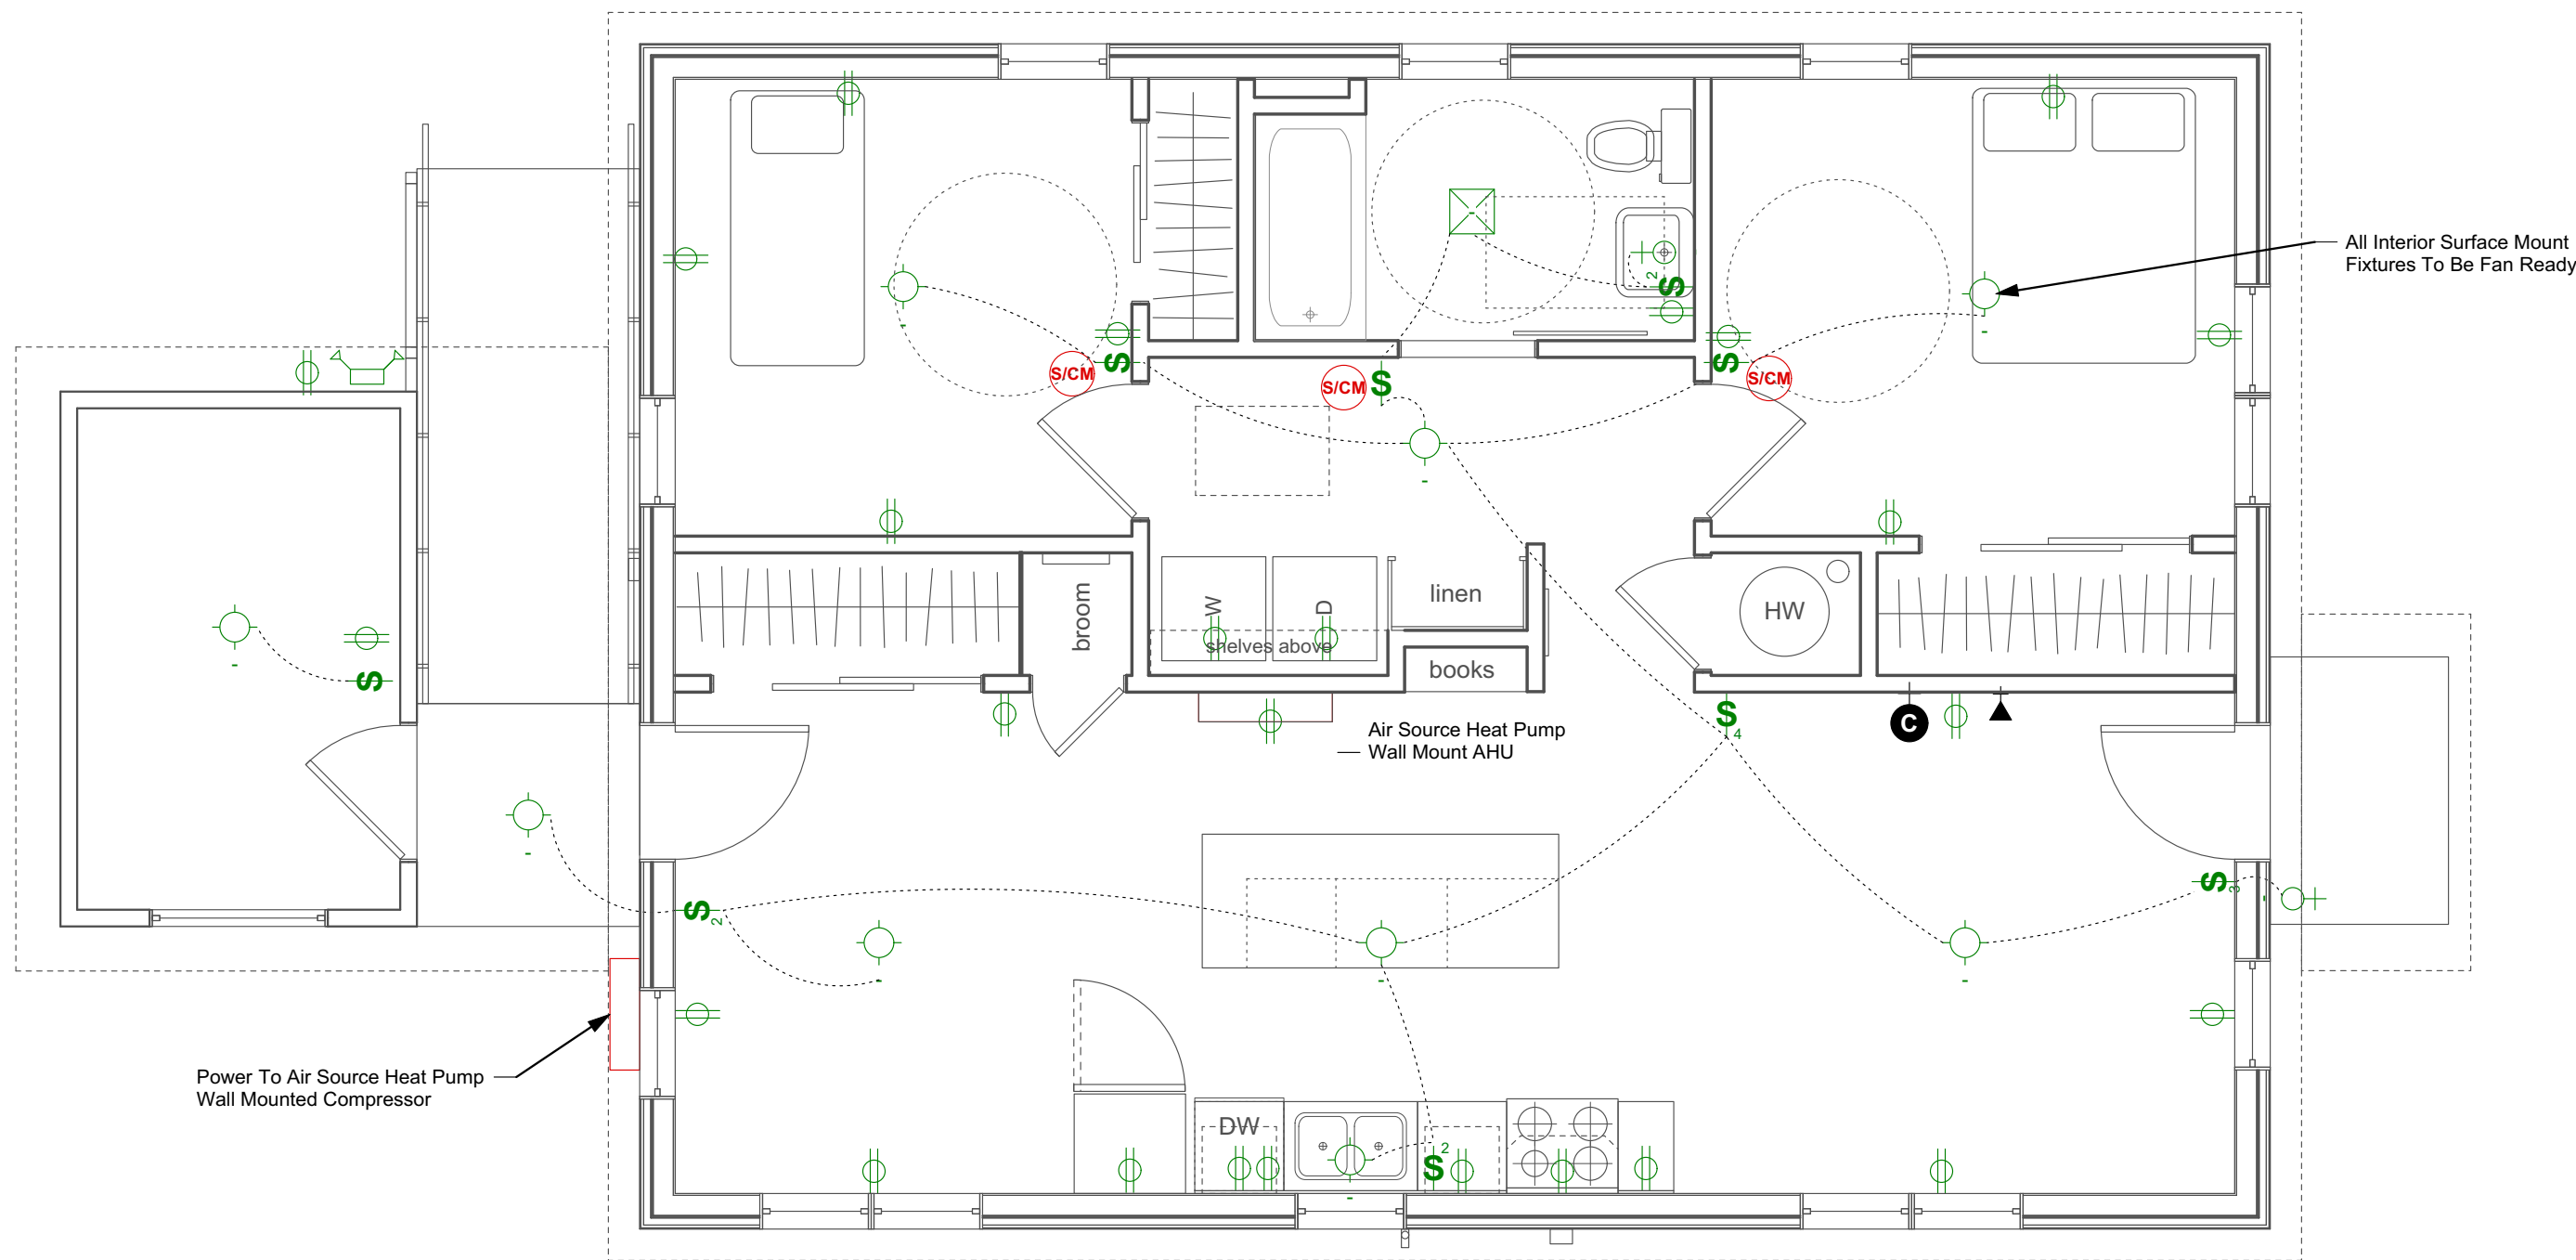 All Interior Surface Mount
Fixtures To Be Fan Ready
2
S
S/CM
S
S/CM
S
S
S/CM
linen
broom
W
D
HW
shelves above
books
S
S
4
C
Air Source Heat Pump
Wall Mount AHU
S
3
S
2
Power To Air Source Heat Pump
Wall Mounted Compressor
DW
2
S